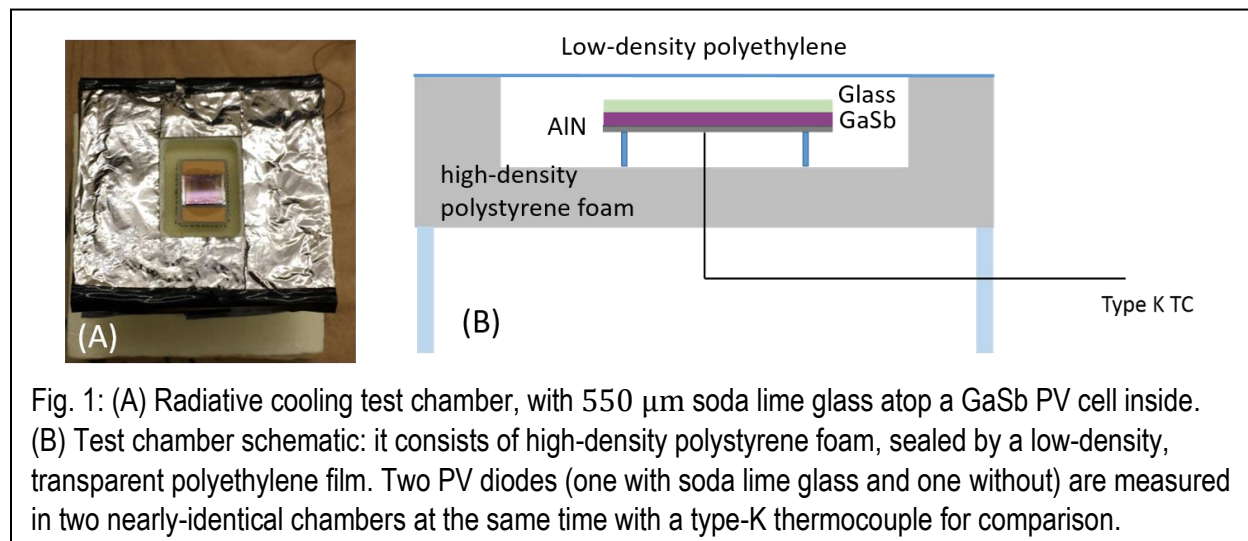 (A)
Low-density polyethylene
Glass
GaSb
AlN
high-density
polystyrene foam
Type K TC
(B)
Fig. 1: (A) Radiative cooling test chamber, with 550 μm soda lime glass atop a GaSb PV cell inside.
(B) Test chamber schematic: it consists of high-density polystyrene foam, sealed by a low-density,
transparent polyethylene film. Two PV diodes (one with soda lime glass and one without) are measured
in two nearly-identical chambers at the same time with a type-K thermocouple for comparison.